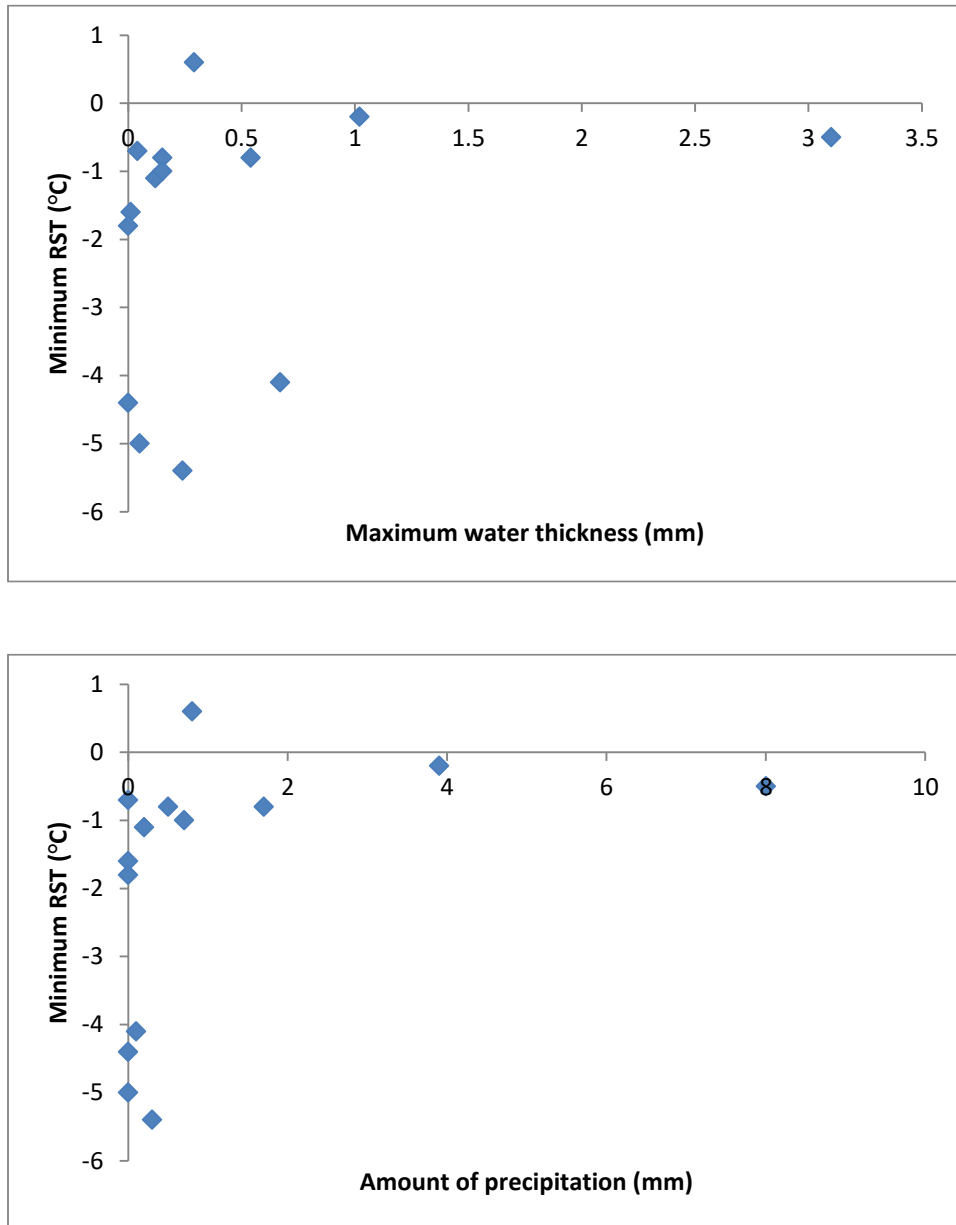 1
0
0 0.5 1 1.5 2 2.5 3 3.5
-1
-2
-3
-4
-5
-6
Minimum RST (°C)
Maximum water thickness (mm)
1
0
0 2 4 6 8 10
-1
-2
-3
-4
-5
-6
Minimum RST (°C)
Amount of precipitation (mm)